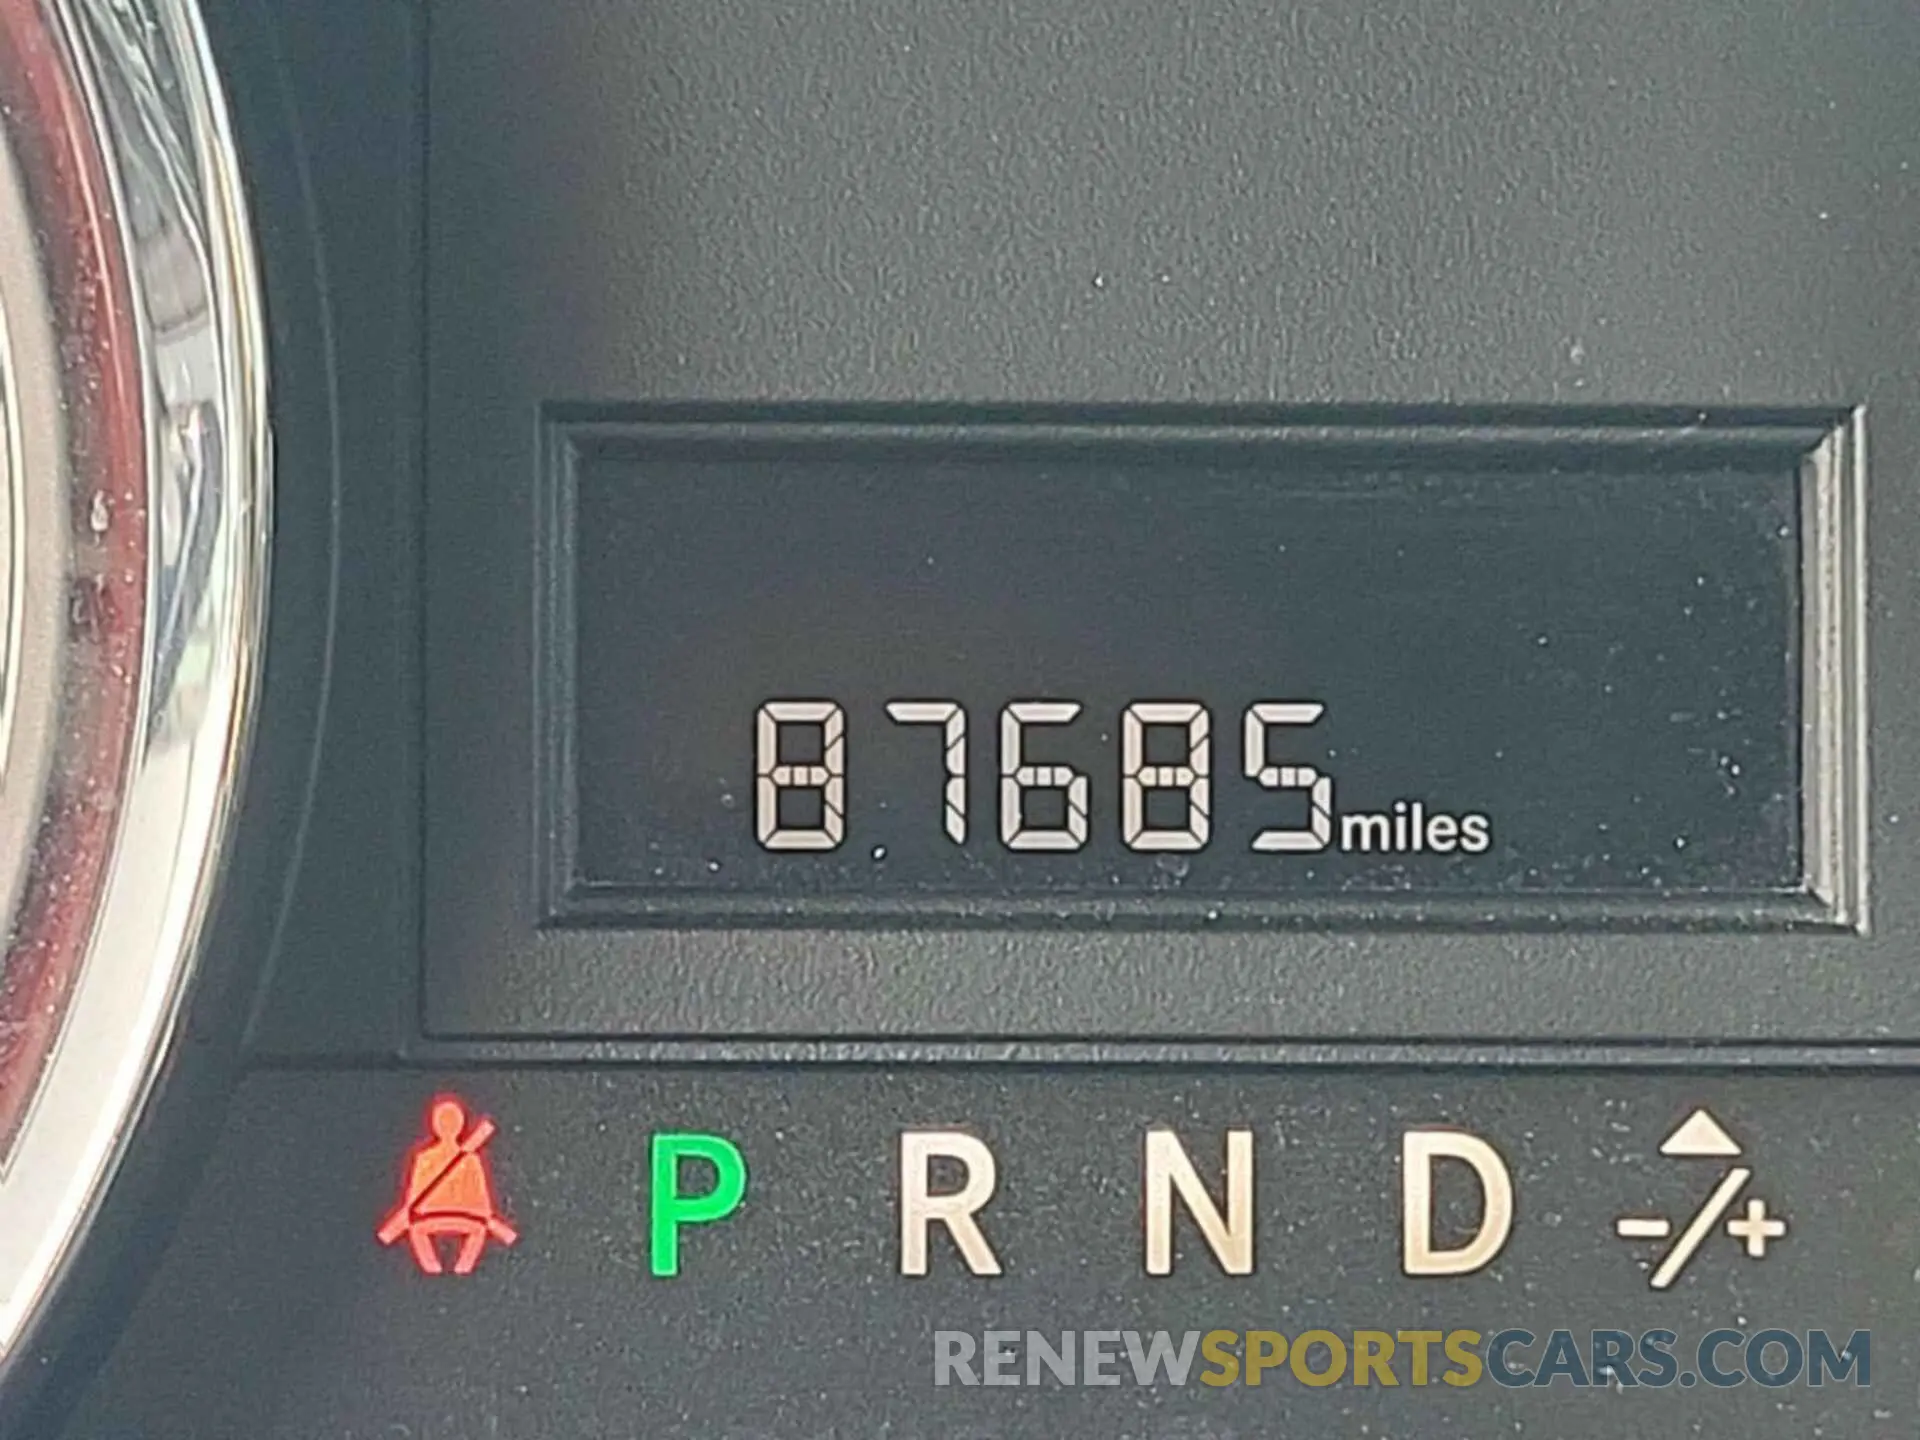 87685miles
P R N D -/+
RENEWSPORTSCARS.COM